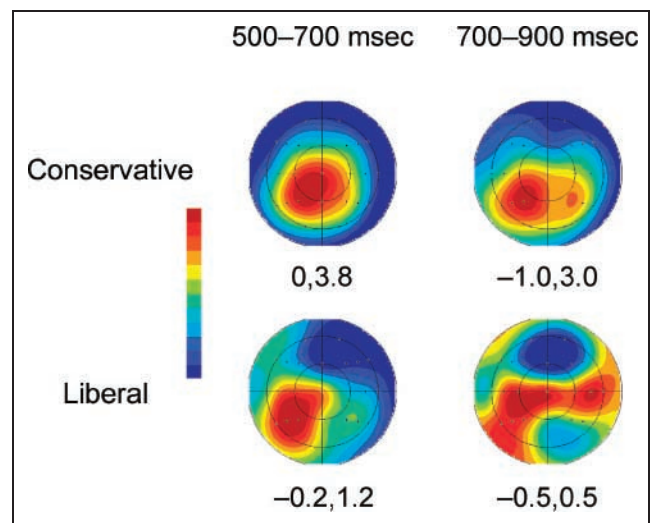 500–700 msec 700–900 msec
Conservative
0,3.8 –1.0,3.0
Liberal
–0.2,1.2 –0.5,0.5